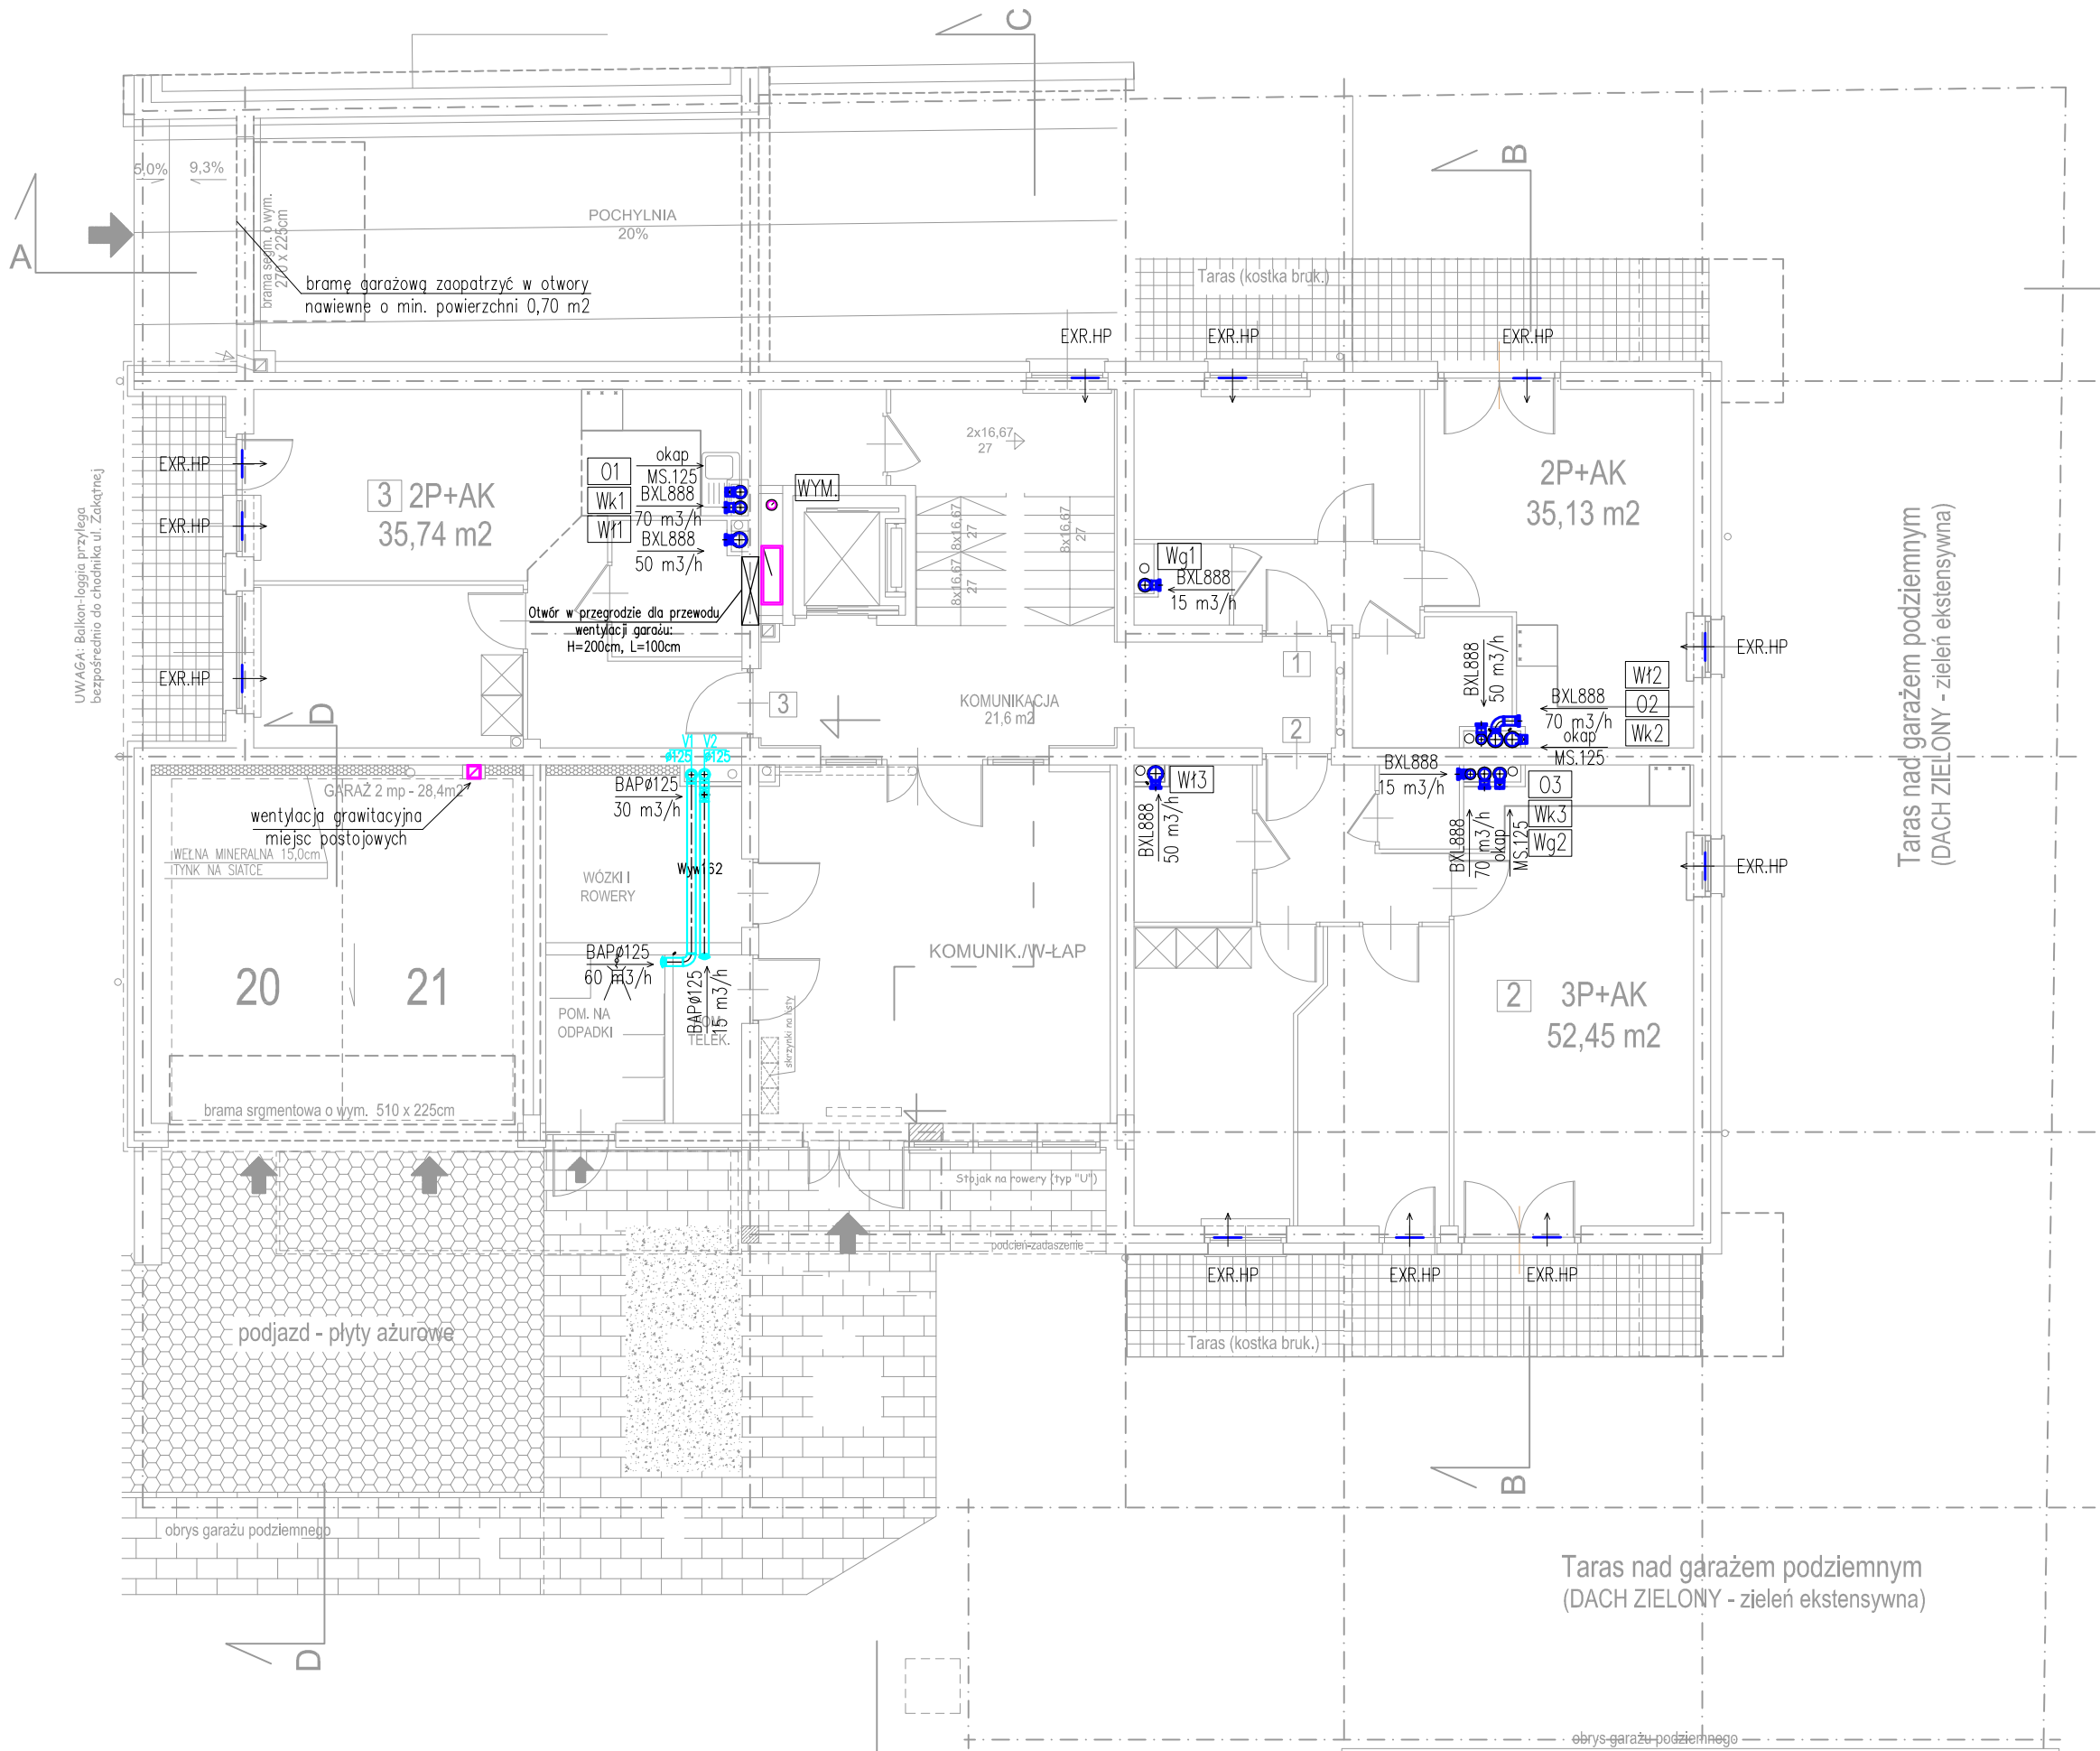 C
B
A
5,0%
9,3%
brama segm. o wym.
270 x 225cm
POCHYLNIA
20%
bramę garażową zaopatrzyć w otwory
nawiewne o min. powierzchni 0,70 m2
Taras (kostka bruk.)
EXR.HP
EXR.HP
EXR.HP
UWAGA: Balkon-loggia przylega
bezpośrednio do chodnika ul. Zakątnej
EXR.HP
EXR.HP
EXR.HP
3 2P+AK
35,74 m2
O1
Wk1
Wł1
okap
MS.125
BXL888
70 m3/h
BXL888
50 m3/h
WYM.
2x16,67
27
8x16,67
27
8x16,67
27
8x16,67
27
Otwór w przegrodzie dla przewodu
wentylacji garażu:
H=200cm, L=100cm
Wg1
BXL888
15 m3/h
2P+AK
35,13 m2
Taras nad garażem podziemnym
(DACH ZIELONY - zieleń ekstensywna)
1
2
3
KOMUNIKACJA
21,6 m2
BXL888
50 m3/h
BXL888
70 m3/h
okap
MS.125
Wł2
O2
Wk2
EXR.HP
D
V1
V2
ø125
ø125
BAPø125
30 m3/h
Wyw162
GARAŻ 2 mp - 28,4m2
wentylacja grawitacyjna
miejsc postojowych
WEŁNA MINERALNA 15,0cm
TYNK NA SIATCE
WÓZKI I
ROWERY
Wł3
BXL888
50 m3/h
BXL888
15 m3/h
O3
Wk3
Wg2
BXL888
70 m3/h
okap
MS.125
EXR.HP
20
21
BAPø125
60 m3/h
BAPø125
15 m3/h
POM. NA
ODPADKI
TELEK.
skrzynki na listy
KOMUNIK./W-ŁAP
2 3P+AK
52,45 m2
brama srgmentowa o wym. 510 x 225cm
Stojak na rowery (typ "U")
podcień-zadaszenie
EXR.HP
EXR.HP
EXR.HP
podjazd - płyty ażurowe
Taras (kostka bruk.)
B
obrys garażu podziemnego
Taras nad garażem podziemnym
(DACH ZIELONY - zieleń ekstensywna)
D
obrys garażu podziemnego